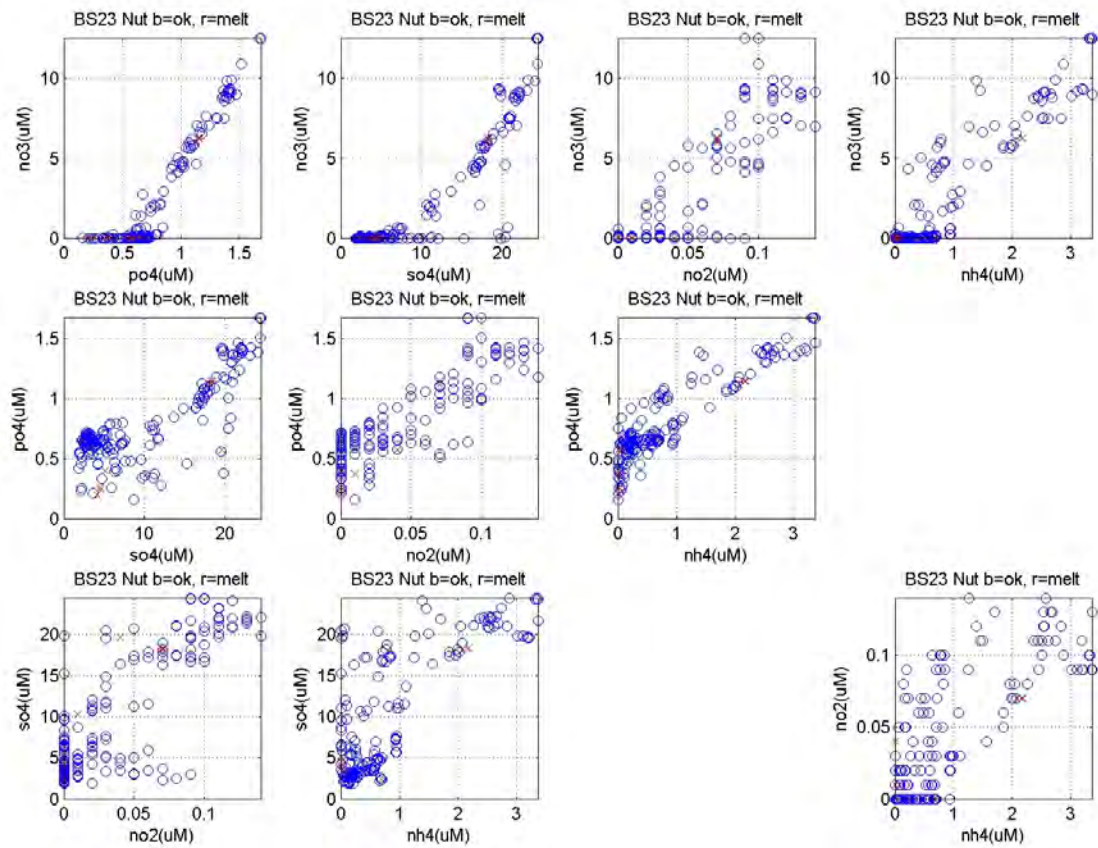 BS23 Nut b=ok, r=melt BS23 Nut b=ok, r=melt BS23 Nut b=ok, r=melt BS23 Nut b=ok, r=melt
10 10 10 10
5 5 5 5
0 0 0 0
no3(uM) no3(uM) no3(uM) no3(uM)
0 0.5 1 1.5 0 10 20 0 0.05 0.1 0 1 2 3
po4(uM) so4(uM) no2(uM) nh4(uM)
BS23 Nut b=ok, r=melt BS23 Nut b=ok, r=melt BS23 Nut b=ok, r=melt
1.5 1.5 1.5
1 1 1
0.5 0.5 0.5
0 0 0
po4(uM) po4(uM) po4(uM)
0 10 20 0 0.05 0.1 0 1 2 3
so4(uM) no2(uM) nh4(uM)
BS23 Nut b=ok, r=melt BS23 Nut b=ok, r=melt BS23 Nut b=ok, r=melt
20 20 0.1
15 15
10 10 0.05
5 5
0 0 0
so4(uM) so4(uM) no2(uM)
0 0.05 0.1 0 1 2 3 0 1 2 3
no2(uM) nh4(uM) nh4(uM)